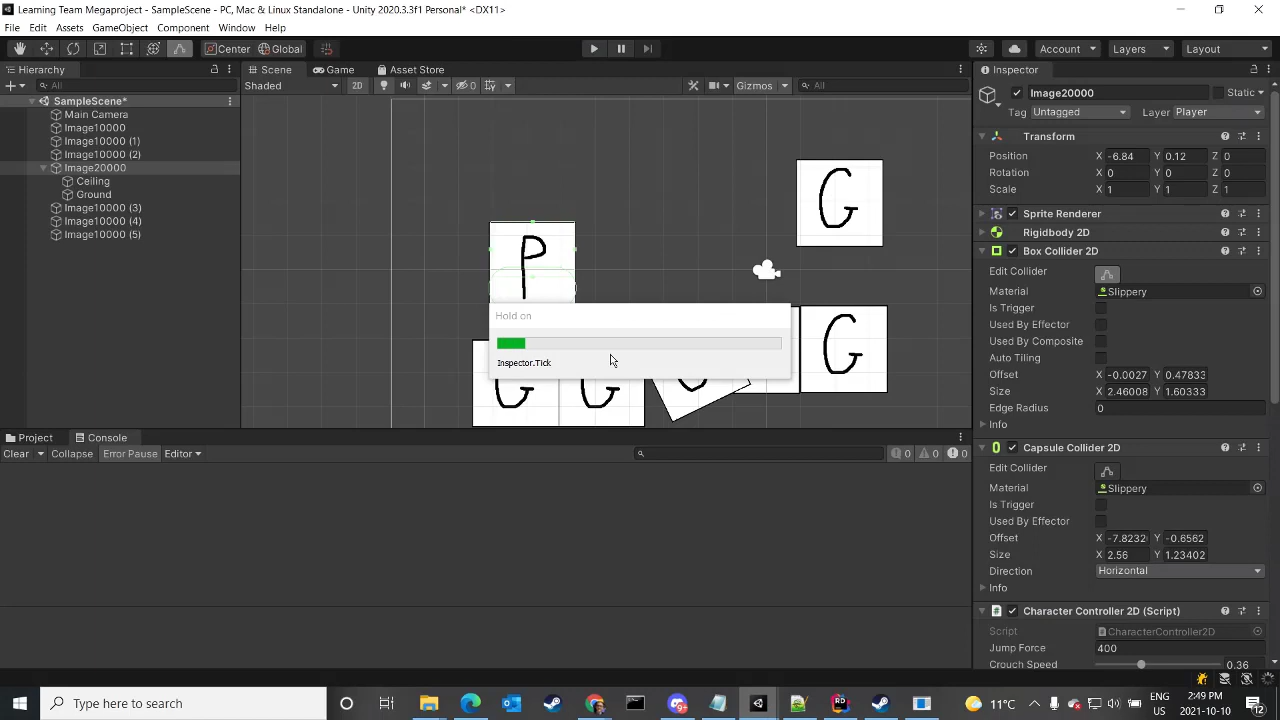 Learning Team Megaproject - SampleScene - PC, Mac & Linux Standalone - Unity 2020.3.3f1 Personal* <DX11>
File Edit Assets GameObject Component Window Help
Center Global Account Layers Layout
Hierarchy
All
SampleScene*
Main Camera
Image10000
Image10000 (1)
Image10000 (2)
Image20000
Ceiling
Ground
Image10000 (3)
Image10000 (4)
Image10000 (5)
Scene Game Asset Store
Shaded 2D 0 Gizmos All
G
P
G
G G
Hold on
Inspector.Tick
Project Console
Clear Collapse Error Pause Editor 0 0 0
Inspector
Image20000 Static
Tag Untagged Layer Player
Transform
Position X -6.84 Y 0.12 Z 0
Rotation X 0 Y 0 Z 0
Scale X 1 Y 1 Z 1
Sprite Renderer
Rigidbody 2D
Box Collider 2D
Edit Collider
Material Slippery
Is Trigger
Used By Effector
Used By Composite
Auto Tiling
Offset X -0.0027 Y 0.47833
Size X 2.46008 Y 1.60333
Edge Radius 0
Info
Capsule Collider 2D
Edit Collider
Material Slippery
Is Trigger
Used By Effector
Offset X -7.8232 Y -0.6562
Size X 2.56 Y 1.23402
Direction Horizontal
Info
Character Controller 2D (Script)
Script CharacterController2D
Jump Force 400
Crouch Speed 0.36
Type here to search
9+
RD
11°C
ENG
US
2:49 PM
2021-10-10